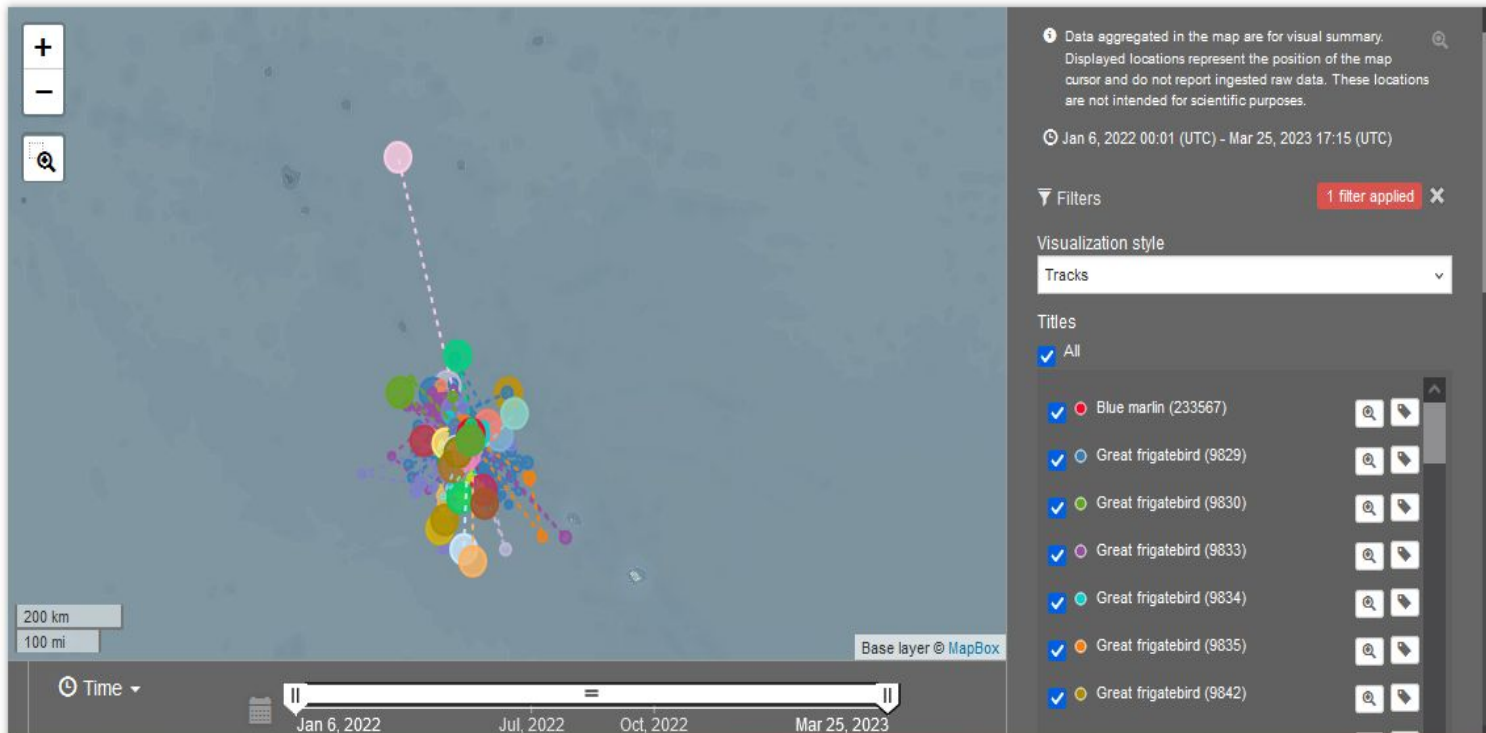 +
−
200 km
100 mi
Base layer © MapBox
Time
Jan 6, 2022
Jul, 2022
Oct, 2022
Mar 25, 2023
Data aggregated in the map are for visual summary.
Displayed locations represent the position of the map
cursor and do not report ingested raw data. These locations
are not intended for scientific purposes.
Jan 6, 2022 00:01 (UTC) - Mar 25, 2023 17:15 (UTC)
Filters
1 filter applied
Visualization style
Tracks
Titles
All
Blue marlin (233567)
Great frigatebird (9829)
Great frigatebird (9830)
Great frigatebird (9833)
Great frigatebird (9834)
Great frigatebird (9835)
Great frigatebird (9842)